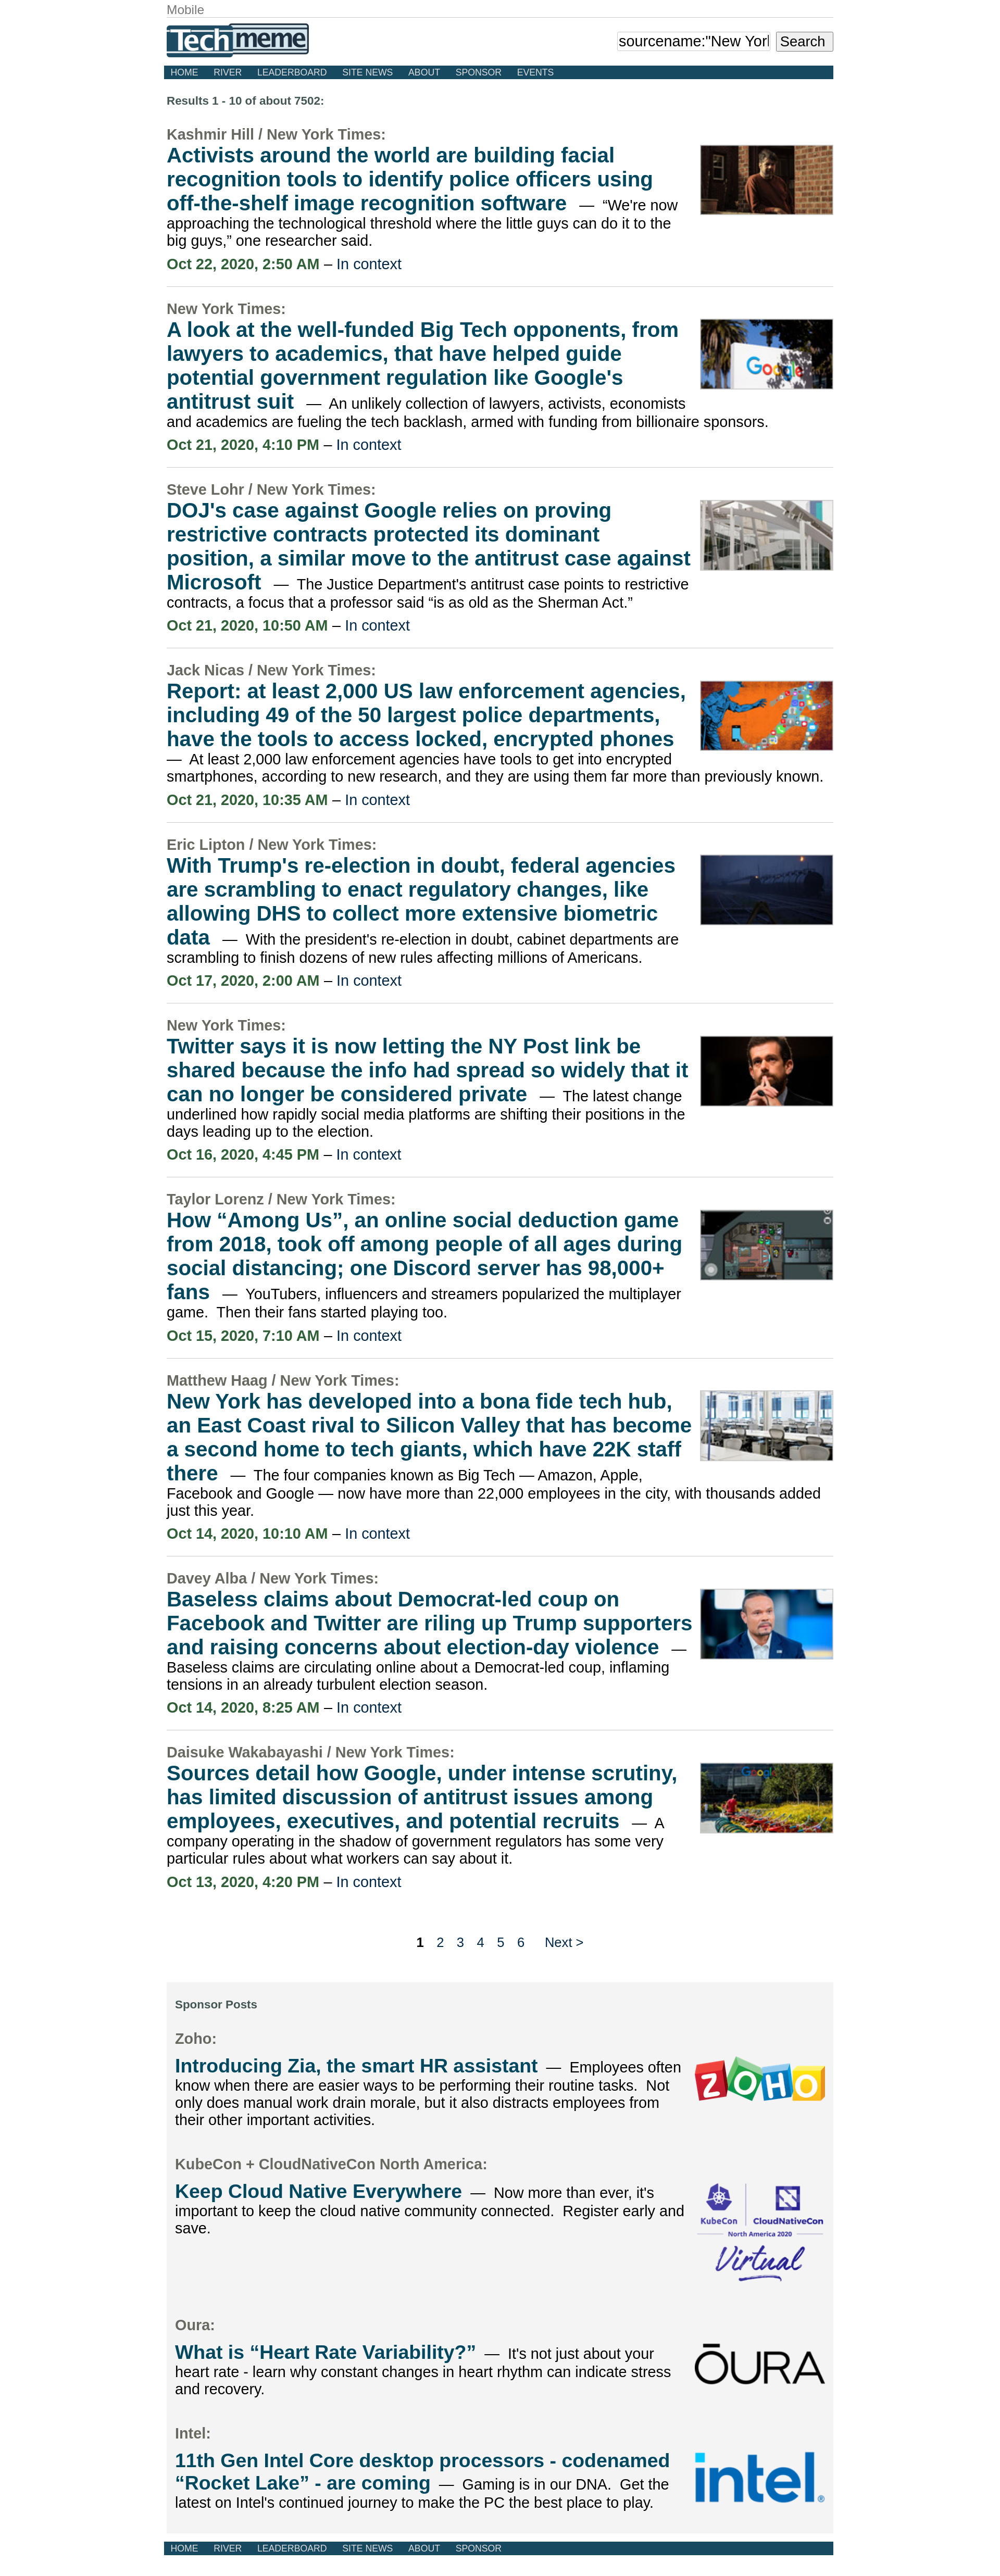 Mobile
Techmeme
sourcename:"New Yor
Search
HOME RIVER LEADERBOARD SITE NEWS ABOUT SPONSOR EVENTS
Results 1 - 10 of about 7502:
Kashmir Hill / New York Times:
Activists around the world are building facial
recognition tools to identify police officers using
off-the-shelf image recognition software — “We're now
approaching the technological threshold where the little guys can do it to the
big guys,” one researcher said.
Oct 22, 2020, 2:50 AM – In context
New York Times:
A look at the well-funded Big Tech opponents, from
lawyers to academics, that have helped guide
potential government regulation like Google's
antitrust suit — An unlikely collection of lawyers, activists, economists
and academics are fueling the tech backlash, armed with funding from billionaire sponsors.
Google
Oct 21, 2020, 4:10 PM – In context
Steve Lohr / New York Times:
DOJ's case against Google relies on proving
restrictive contracts protected its dominant
position, a similar move to the antitrust case against
Microsoft — The Justice Department's antitrust case points to restrictive
contracts, a focus that a professor said “is as old as the Sherman Act.”
Oct 21, 2020, 10:50 AM – In context
Jack Nicas / New York Times:
Report: at least 2,000 US law enforcement agencies,
including 49 of the 50 largest police departments,
have the tools to access locked, encrypted phones
— At least 2,000 law enforcement agencies have tools to get into encrypted
smartphones, according to new research, and they are using them far more than previously known.
Oct 21, 2020, 10:35 AM – In context
Eric Lipton / New York Times:
With Trump's re-election in doubt, federal agencies
are scrambling to enact regulatory changes, like
allowing DHS to collect more extensive biometric
data — With the president's re-election in doubt, cabinet departments are
scrambling to finish dozens of new rules affecting millions of Americans.
Oct 17, 2020, 2:00 AM – In context
New York Times:
Twitter says it is now letting the NY Post link be
shared because the info had spread so widely that it
can no longer be considered private — The latest change
underlined how rapidly social media platforms are shifting their positions in the
days leading up to the election.
Oct 16, 2020, 4:45 PM – In context
Taylor Lorenz / New York Times:
How “Among Us”, an online social deduction game
from 2018, took off among people of all ages during
social distancing; one Discord server has 98,000+
fans — YouTubers, influencers and streamers popularized the multiplayer
game. Then their fans started playing too.
Oct 15, 2020, 7:10 AM – In context
Matthew Haag / New York Times:
New York has developed into a bona fide tech hub,
an East Coast rival to Silicon Valley that has become
a second home to tech giants, which have 22K staff
there — The four companies known as Big Tech — Amazon, Apple,
Facebook and Google — now have more than 22,000 employees in the city, with thousands added
just this year.
Oct 14, 2020, 10:10 AM – In context
Davey Alba / New York Times:
Baseless claims about Democrat-led coup on
Facebook and Twitter are riling up Trump supporters
and raising concerns about election-day violence —
Baseless claims are circulating online about a Democrat-led coup, inflaming
tensions in an already turbulent election season.
Oct 14, 2020, 8:25 AM – In context
Daisuke Wakabayashi / New York Times:
Sources detail how Google, under intense scrutiny,
has limited discussion of antitrust issues among
employees, executives, and potential recruits — A
company operating in the shadow of government regulators has some very
particular rules about what workers can say about it.
Google
Oct 13, 2020, 4:20 PM – In context
1 2 3 4 5 6 Next >
Sponsor Posts
Zoho:
Introducing Zia, the smart HR assistant — Employees often
know when there are easier ways to be performing their routine tasks. Not
only does manual work drain morale, but it also distracts employees from
their other important activities.
ZOHO
KubeCon + CloudNativeCon North America:
Keep Cloud Native Everywhere — Now more than ever, it's
important to keep the cloud native community connected. Register early and
save.
KubeCon CloudNativeCon
North America 2020
Virtual
Oura:
What is “Heart Rate Variability?” — It's not just about your
heart rate - learn why constant changes in heart rhythm can indicate stress
and recovery.
ŌURA
Intel:
11th Gen Intel Core desktop processors - codenamed
“Rocket Lake” - are coming — Gaming is in our DNA. Get the
latest on Intel's continued journey to make the PC the best place to play.
intel®
HOME RIVER LEADERBOARD SITE NEWS ABOUT SPONSOR